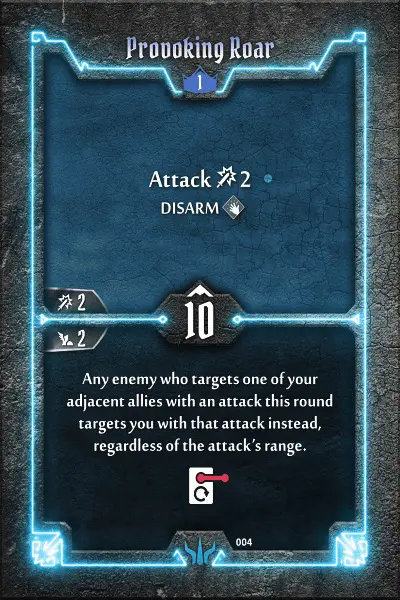 Provoking Roar
1
Attack 2
DISARM
2
10
2
Any enemy who targets one of your
adjacent allies with an attack this round
targets you with that attack instead,
regardless of the attack's range.
004